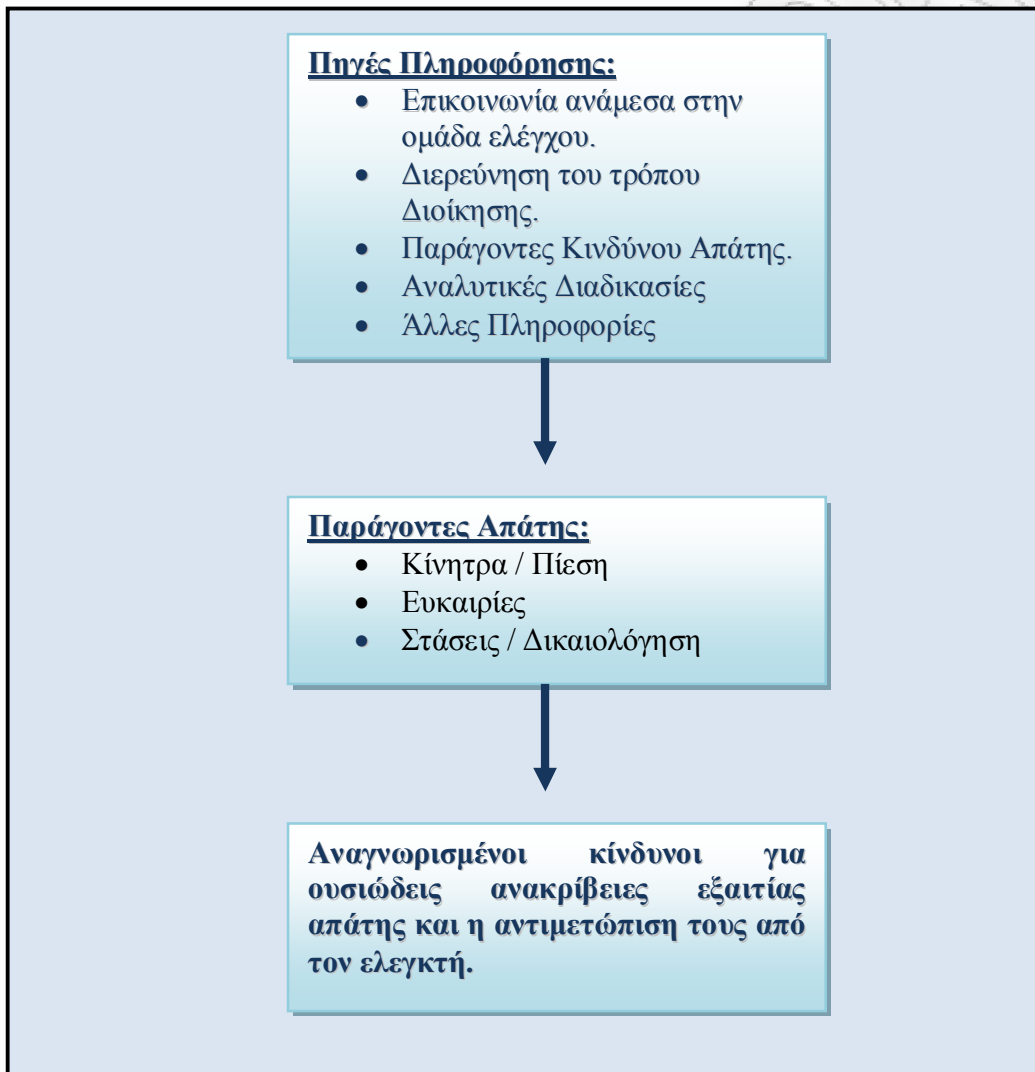 Πηγές Πληροφόρησης:
• Επικοινωνία ανάμεσα στην
ομάδα ελέγχου.
• Διερεύνηση του τρόπου
Διοίκησης.
• Παράγοντες Κινδύνου Απάτης.
• Αναλυτικές Διαδικασίες
• Άλλες Πληροφορίες
Παράγοντες Απάτης:
• Κίνητρα / Πίεση
• Ευκαιρίες
• Στάσεις / Δικαιολόγηση
Αναγνωρισμένοι κίνδυνοι για
ουσιώδεις ανακρίβειες εξαιτίας
απάτης και η αντιμετώπιση τους από
τον ελεγκτή.